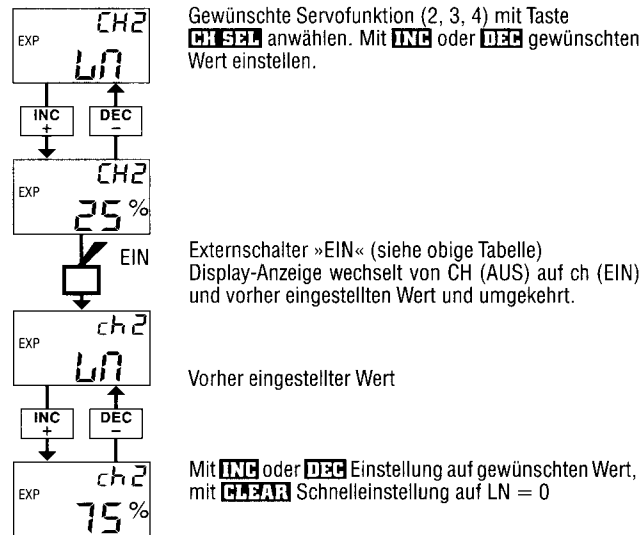 CH2
EXP
LN
INC
+
DEC
−
CH2
EXP
25 %
EIN
ch2
EXP
LN
INC
+
DEC
−
ch2
EXP
75 %
Gewünschte Servofunktion (2, 3, 4) mit Taste
CH SEL anwählen. Mit INC oder DEC gewünschten
Wert einstellen.
Externschalter »EIN« (siehe obige Tabelle)
Display-Anzeige wechselt von CH (AUS) auf ch (EIN)
und vorher eingestellten Wert und umgekehrt.
Vorher eingestellter Wert
Mit INC oder DEC Einstellung auf gewünschten Wert,
mit CLEAR Schnelleinstellung auf LN = 0